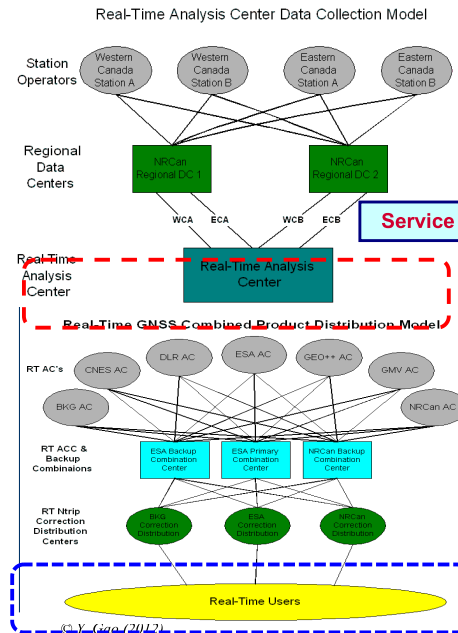 Real-Time Analysis Center Data Collection Model
Station
Operators
Western
Canada
Station A
Western
Canada
Station B
Eastern
Canada
Station A
Eastern
Canada
Station B
Regional
Data
Centers
NRCan
Regional DC 1
NRCan
Regional DC 2
WCA
ECA
WCB
ECB
Service
Real-Time
Analysis
Center
Real-Time Analysis
Center
Real-Time GNSS Combined Product Distribution Model
RT AC's
BKG AC
CNES AC
DLR AC
ESA AC
GEO++ AC
GMV AC
NRCan AC
RT ACC &
Backup
Combinaions
ESA Backup
Combination
Center
ESA Primary
Combination
Center
NRCan Backup
Combination
Center
RT Ntrip
Correction
Distribution
Centers
BKG
Correction
Distribution
ESA
Correction
Distribution
NRCan
Correction
Distribution
Real-Time Users
© Y. Gao (2012)